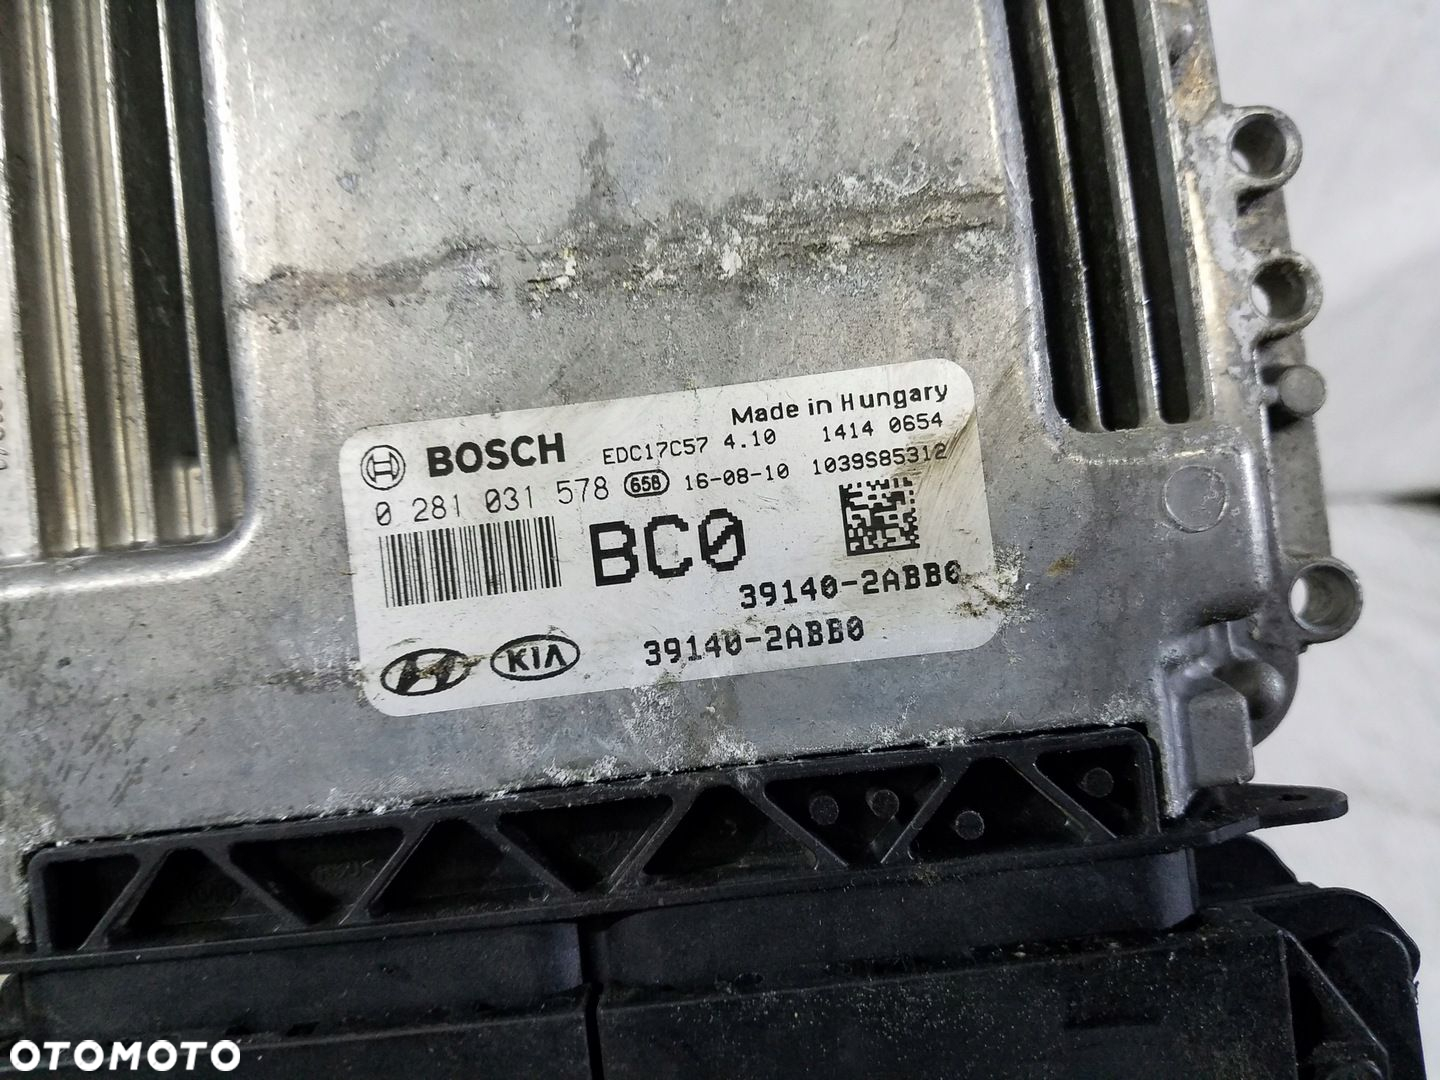 Made in Hungary
BOSCH EDC17C57 4.10 1414 0654
0 281 031 578 658 16-08-10 1039S85312
BC0
39140-2ABB0
KIA 39140-2ABB0
OTOMOTO